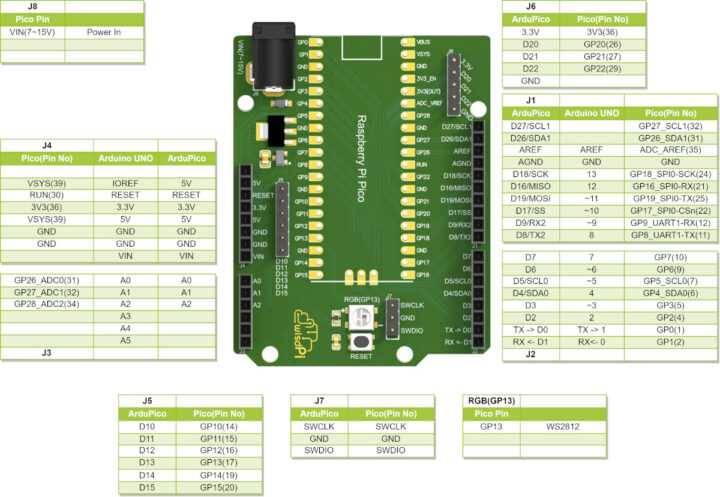 J8
Pico Pin
VIN(7~15V) Power In
J6
ArduPico Pico(Pin No)
3.3V 3V3(36)
D20 GP20(26)
D21 GP21(27)
D22 GP22(29)
GND
J1
ArduPico Arduino UNO Pico(Pin No)
D27/SCL1 GP27_SCL1(32)
D26/SDA1 GP26_SDA1(31)
AREF AREF ADC_AREF(35)
AGND GND GND
D18/SCK 13 GP18_SPI0-SCK(24)
D16/MISO 12 GP16_SPI0-RX(21)
D19/MOSI ~11 GP19_SPI0-TX(25)
D17/SS ~10 GP17_SPI0-CSn(22)
D9/RX2 ~9 GP9_UART1-RX(12)
D8/TX2 8 GP8_UART1-TX(11)
J4
Pico(Pin No) Arduino UNO ArduPico
VSYS(39) IOREF 5V
RUN(30) RESET RESET
3V3(36) 3.3V 3.3V
VSYS(39) 5V 5V
GND GND GND
GND GND GND
VIN VIN
GP26_ADC0(31) A0 A0
GP27_ADC1(32) A1 A1
GP28_ADC2(34) A2 A2
A3
A4
A5
J3
D7 7 GP7(10)
D6 ~6 GP6(9)
D5/SCL0 ~5 GP5_SCL0(7)
D4/SDA0 4 GP4_SDA0(6)
D3 ~3 GP3(5)
D2 2 GP2(4)
TX -> D0 TX -> 1 GP0(1)
RX <- D1 RX<- 0 GP1(2)
J2
VIN(7~15V)
GP0
GP1
GND
GP2
GP3
GP4
GP5
GND
GP6
GP7
GP8
GP9
GND
GP10
GP11
GP12
GP13
GND
GP14
GP15
Raspberry Pi Pico
VBUS
VSYS
GND
3V3_EN
3V3(OUT)
ADC_VREF
GP28
GND
GP27
GP26
RUN
GP22
GND
GP21
GP20
GP19
GP18
GND
GP17
GP16
J6
3.3V
D20
D21
D22
GND
D27/SCL1
D26/SDA1
AREF
AGND
D18/SCK
D16/MISO
D19/MOSI
D17/SS
D9/RX2
D8/TX2
D7
D6
D5/SCL0
D4/SDA0
D3
D2
TX -> D0
RX <- D1
5V
RESET
3.3V
5V
GND
GND
VIN
J4
A0
A1
A2
J5
D10
D11
D12
D13
D14
D15
RGB(GP13)
RESET
J7
SWCLK
GND
SWDIO
wisdPi
J5
ArduPico Pico(Pin No)
D10 GP10(14)
D11 GP11(15)
D12 GP12(16)
D13 GP13(17)
D14 GP14(19)
D15 GP15(20)
J7
ArduPico Pico(Pin No)
SWCLK SWCLK
GND GND
SWDIO SWDIO
RGB(GP13)
Pico Pin
GP13 WS2812